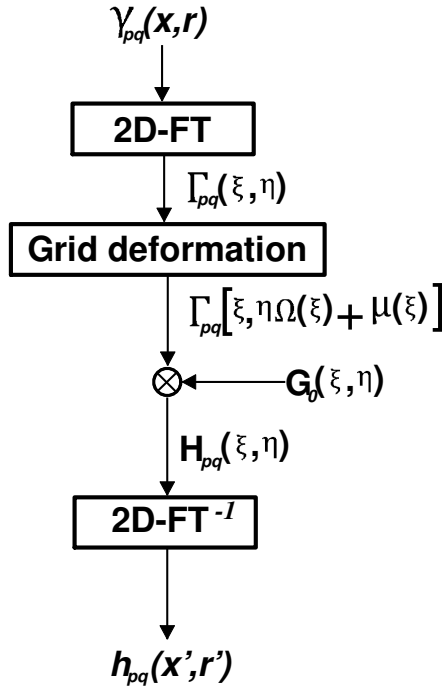 γpq(x,r)
2D-FT
Γpq(ξ,η)
Grid deformation
Γpq[ξ,ηΩ(ξ)+μ(ξ)]
G0(ξ,η)
Hpq(ξ,η)
2D-FT-1
hpq(x',r')